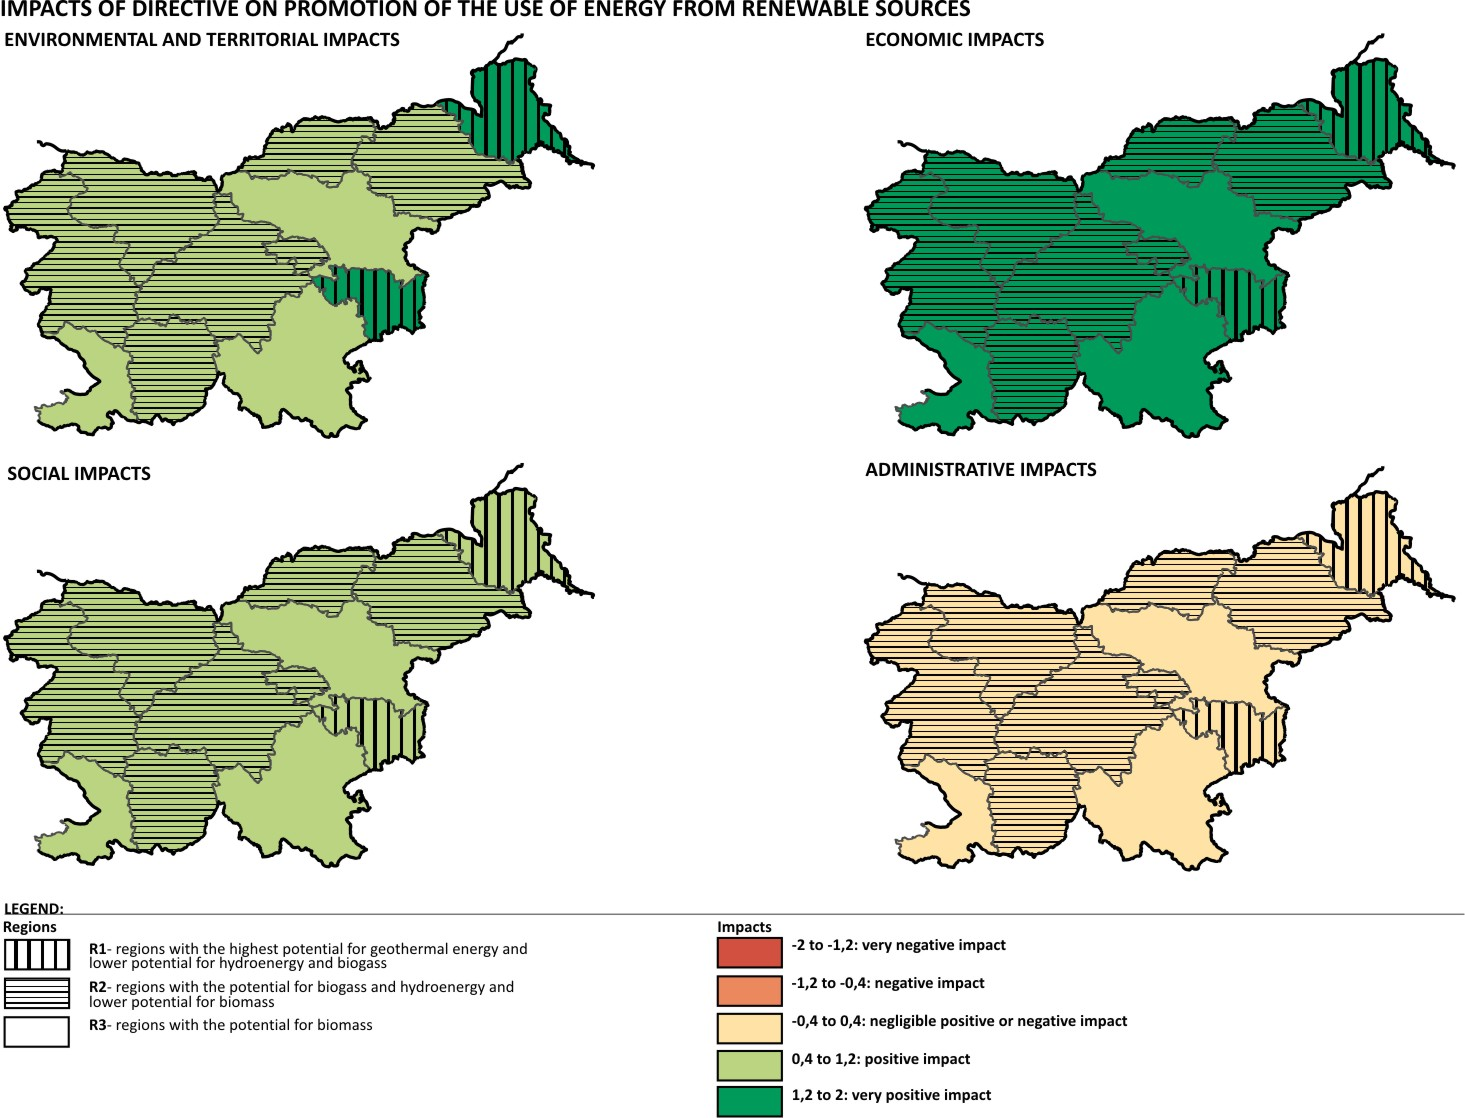 IMPACTS OF DIRECTIVE ON PROMOTION OF THE USE OF ENERGY FROM RENEWABLE SOURCES
ENVIRONMENTAL AND TERRITORIAL IMPACTS
ECONOMIC IMPACTS
SOCIAL IMPACTS
ADMINISTRATIVE IMPACTS
LEGEND:
Regions
R1- regions with the highest potential for geothermal energy and
lower potential for hydroenergy and biogass
R2- regions with the potential for biogass and hydroenergy and
lower potential for biomass
R3- regions with the potential for biomass
Impacts
-2 to -1,2: very negative impact
-1,2 to -0,4: negative impact
-0,4 to 0,4: negligible positive or negative impact
0,4 to 1,2: positive impact
1,2 to 2: very positive impact